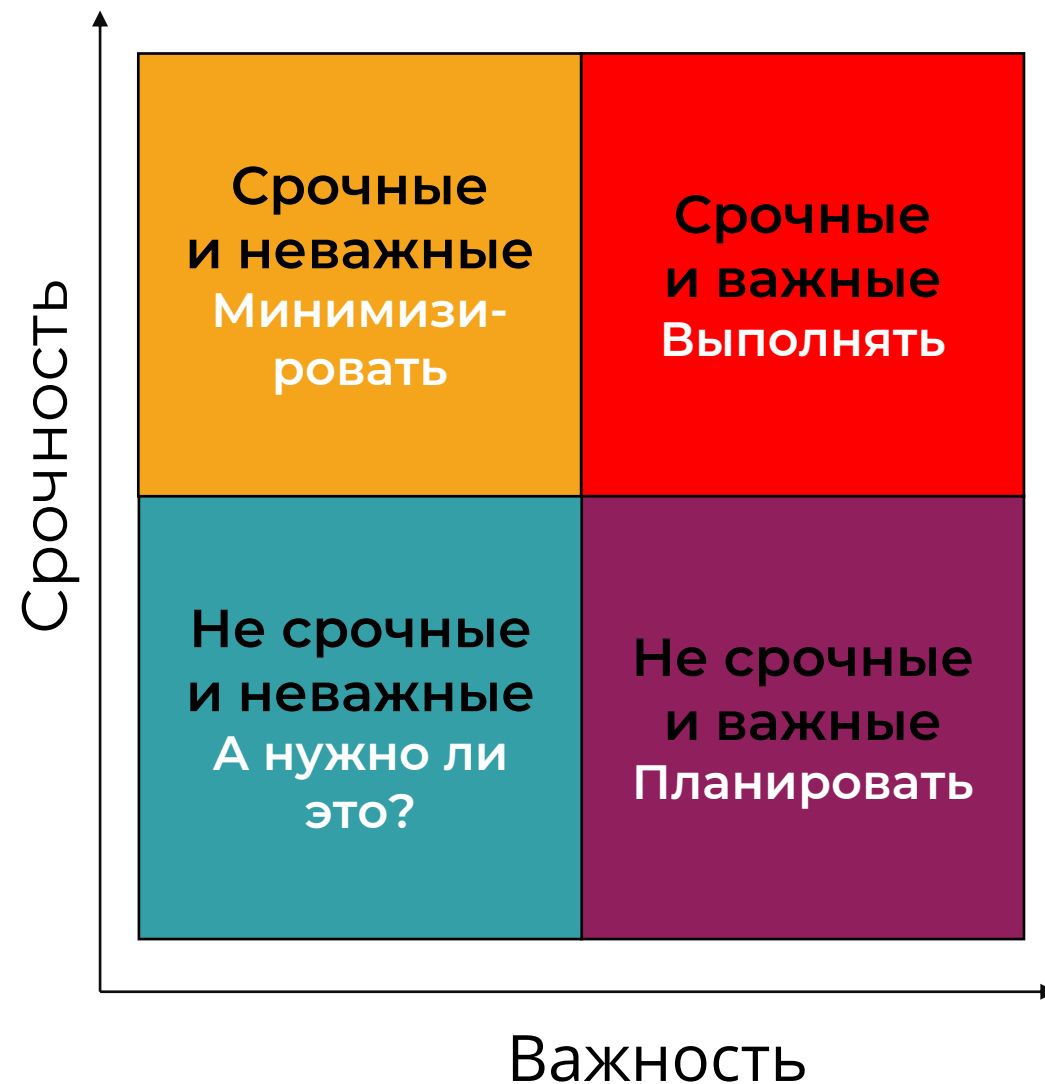 Срочность
Срочные
и неважные
Минимизи-
ровать
Срочные
и важные
Выполнять
Не срочные
и неважные
А нужно ли
это?
Не срочные
и важные
Планировать
Важность